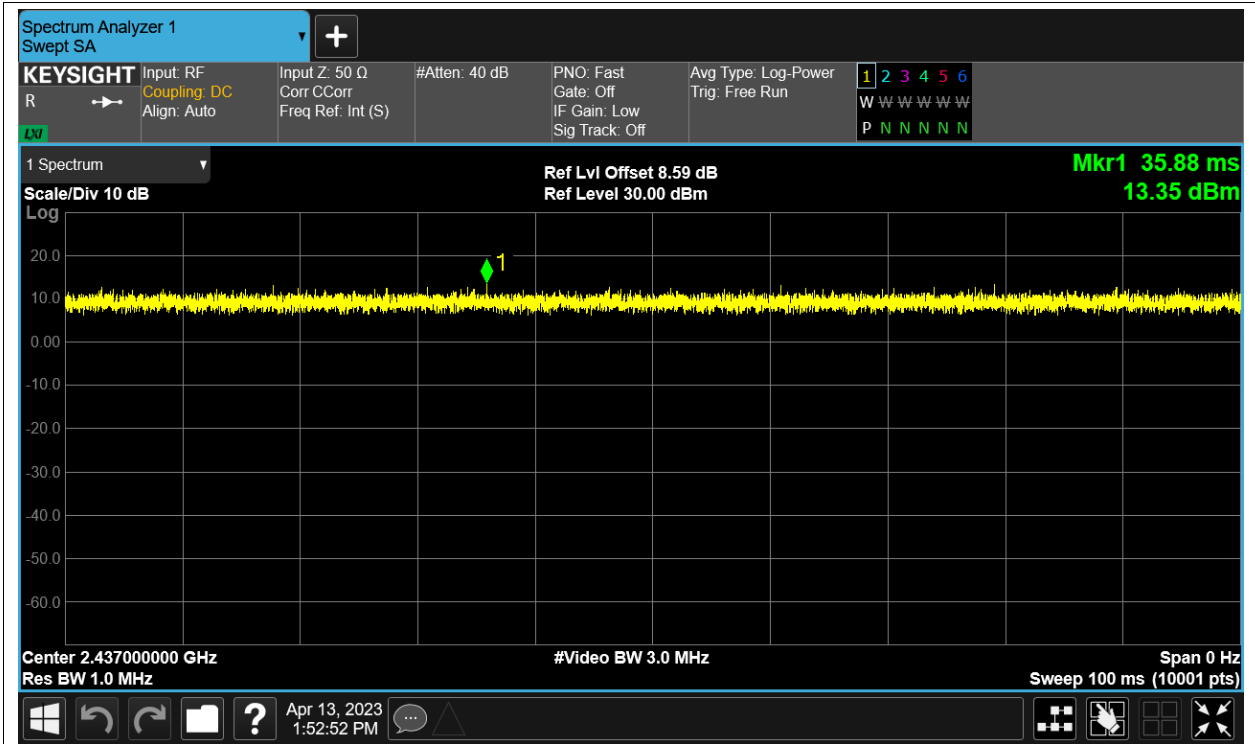 Spectrum Analyzer 1
Swept SA
KEYSIGHT
R
LXI
Input: RF
Coupling: DC
Align: Auto
Input Z: 50 Ω
Corr CCorr
Freq Ref: Int (S)
#Atten: 40 dB
PNO: Fast
Gate: Off
IF Gain: Low
Sig Track: Off
Avg Type: Log-Power
Trig: Free Run
1 2 3 4 5 6
W W W W W W
P N N N N N
1 Spectrum
Scale/Div 10 dB
Log
Ref Lvl Offset 8.59 dB
Ref Level 30.00 dBm
Mkr1 35.88 ms
13.35 dBm
1
20.0
10.0
0.00
-10.0
-20.0
-30.0
-40.0
-50.0
-60.0
Center 2.437000000 GHz
Res BW 1.0 MHz
#Video BW 3.0 MHz
Span 0 Hz
Sweep 100 ms (10001 pts)
?
Apr 13, 2023
1:52:52 PM